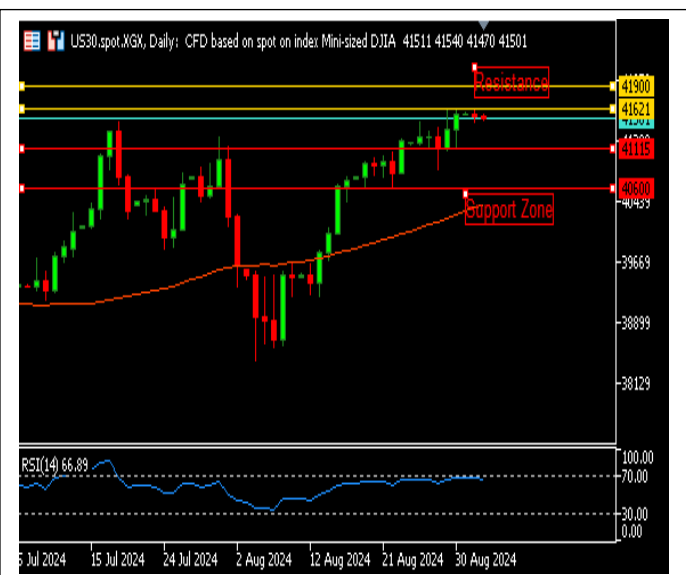 US30.spot.XGX, Daily: CFD based on spot on index Mini-sized DJIA 41511 41540 41470 41501
Resistance
41900
41621
41501
41115
40600
40439
Support Zone
39669
38899
38129
RSI(14) 66.89
100.00
70.00
30.00
0.00
5 Jul 2024 15 Jul 2024 24 Jul 2024 2 Aug 2024 12 Aug 2024 21 Aug 2024 30 Aug 2024